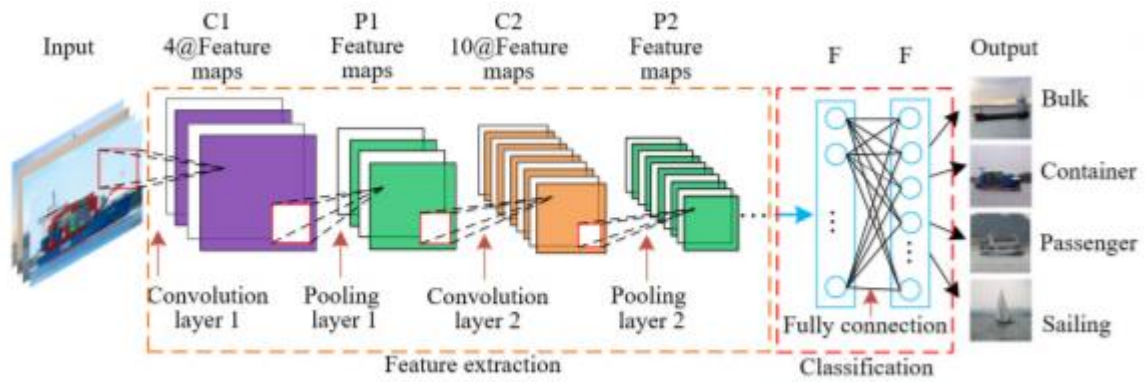 Input
C1
4@Feature
maps
P1
Feature
maps
C2
10@Feature
maps
P2
Feature
maps
F
F
Output
Bulk
Container
Passenger
Sailing
Convolution
layer 1
Pooling
layer 1
Convolution
layer 2
Pooling
layer 2
Fully connection
Feature extraction
Classification